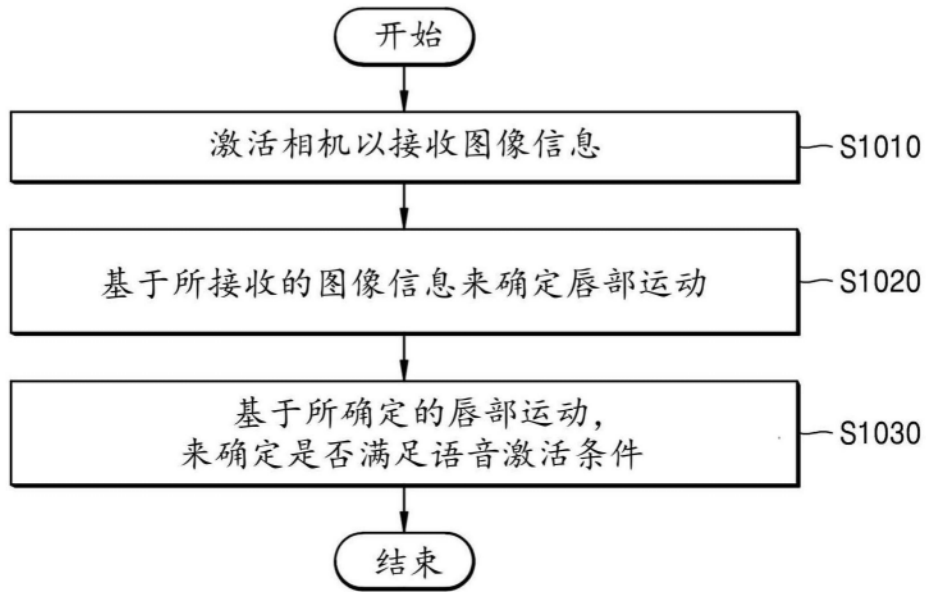 开始
激活相机以接收图像信息
S1010
基于所接收的图像信息来确定唇部运动
S1020
基于所确定的唇部运动,
来确定是否满足语音激活条件
S1030
结束